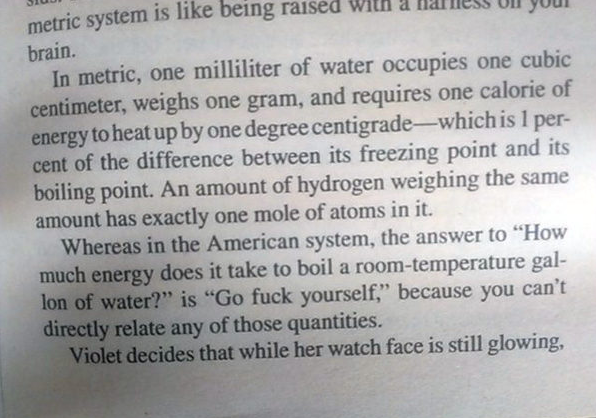 metric system is like being raised with a harness on your
brain.
In metric, one milliliter of water occupies one cubic
centimeter, weighs one gram, and requires one calorie of
energy to heat up by one degree centigrade—which is 1 per-
cent of the difference between its freezing point and its
boiling point. An amount of hydrogen weighing the same
amount has exactly one mole of atoms in it.
Whereas in the American system, the answer to “How
much energy does it take to boil a room-temperature gal-
lon of water?” is “Go fuck yourself,” because you can’t
directly relate any of those quantities.
Violet decides that while her watch face is still glowing,